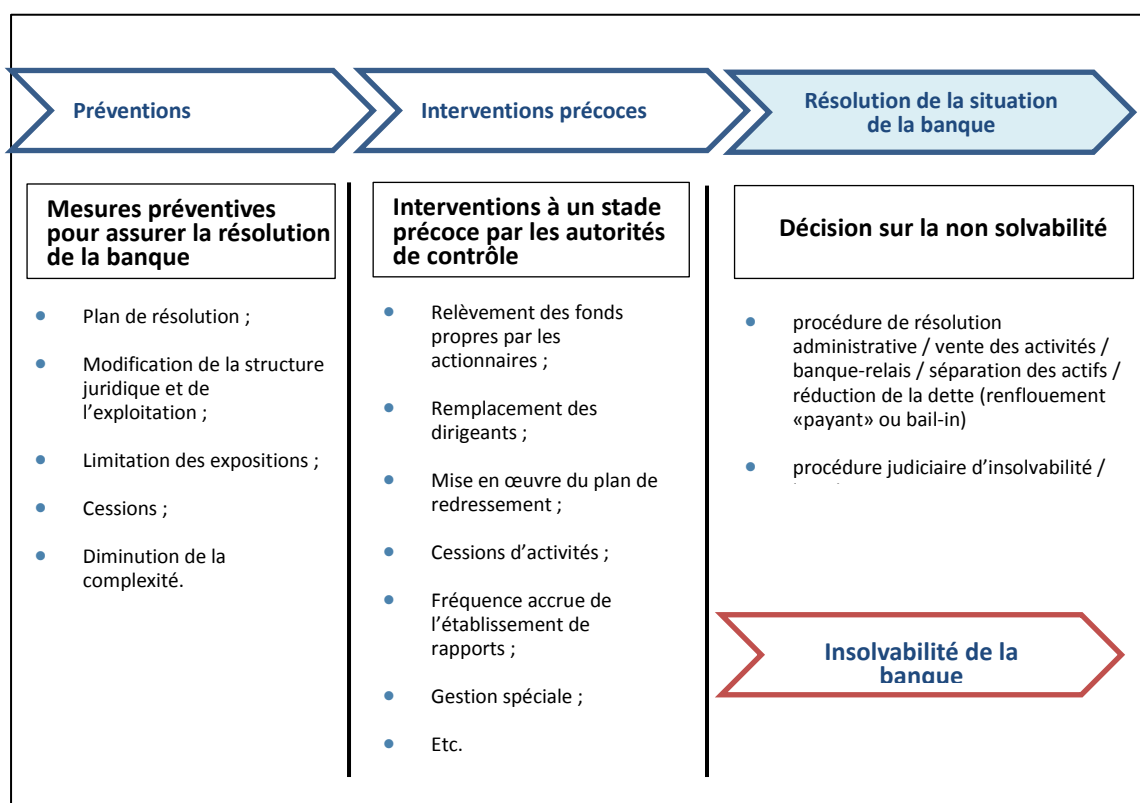 Préventions
Interventions précoces
Résolution de la situation
de la banque
Mesures préventives
pour assurer la résolution
de la banque
Plan de résolution ;
Modification de la structure
juridique et de
l’exploitation ;
Limitation des expositions ;
Cessions ;
Diminution de la
complexité.
Interventions à un stade
précoce par les autorités
de contrôle
Relèvement des fonds
propres par les
actionnaires ;
Remplacement des
dirigeants ;
Mise en œuvre du plan de
redressement ;
Cessions d’activités ;
Fréquence accrue de
l’établissement de
rapports ;
Gestion spéciale ;
Etc.
Décision sur la non solvabilité
procédure de résolution
administrative / vente des activités /
banque-relais / séparation des actifs /
réduction de la dette (renflouement
«payant» ou bail-in)
procédure judiciaire d’insolvabilité /
Insolvabilité de la
banque